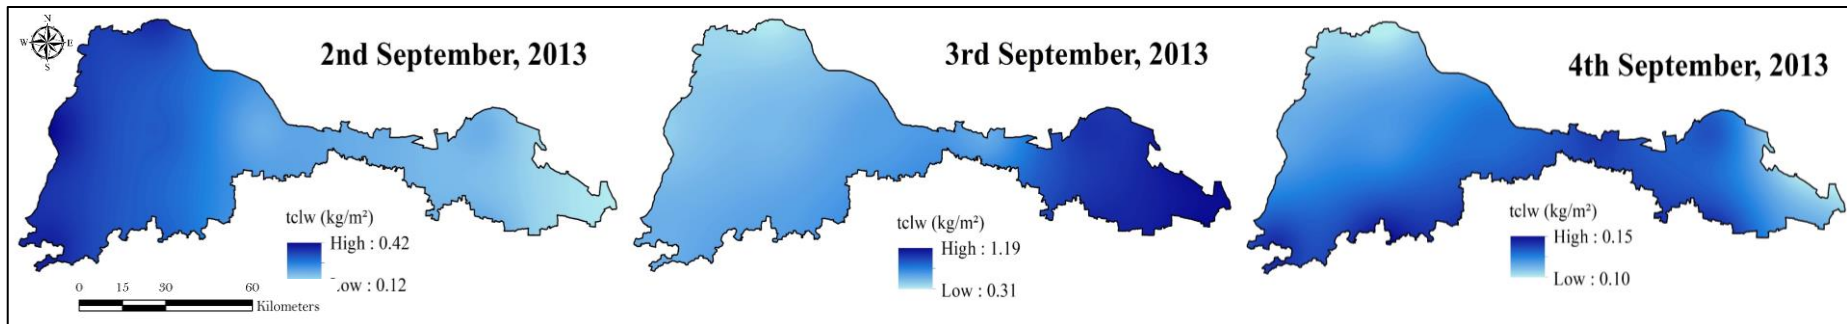 N
W E
S
2nd September, 2013
tclw (kg/m²)
High : 0.42
Low : 0.12
0 15 30 60
Kilometers
3rd September, 2013
tclw (kg/m²)
High : 1.19
Low : 0.31
4th September, 2013
tclw (kg/m²)
High : 0.15
Low : 0.10